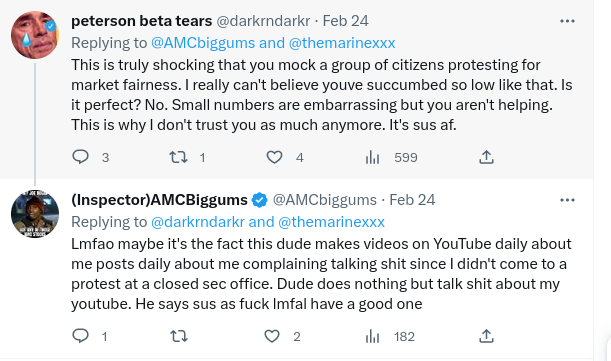 peterson beta tears @darkrndarkr · Feb 24
Replying to @AMCbiggums and @themarinexxx
This is truly shocking that you mock a group of citizens protesting for
market fairness. I really can't believe youve succumbed so low like that. Is
it perfect? No. Small numbers are embarrassing but you aren't helping.
This is why I don't trust you as much anymore. It's sus af.
3 1 4 599
(Inspector)AMCBiggums @AMCbiggums · Feb 24
Replying to @darkrndarkr and @themarinexxx
Lmfao maybe it's the fact this dude makes videos on YouTube daily about
me posts daily about me complaining talking shit since I didn't come to a
protest at a closed sec office. Dude does nothing but talk shit about my
youtube. He says sus as fuck lmfal have a good one
1 2 182